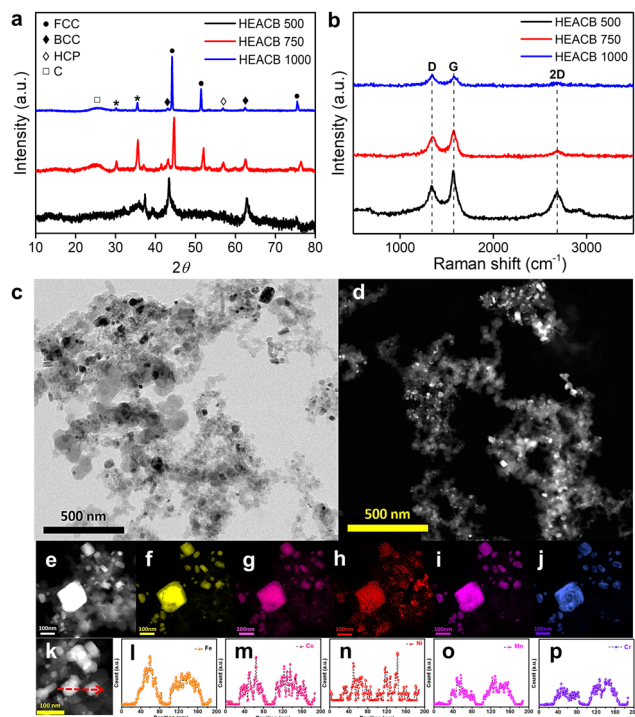 a
● FCC
◆ BCC
◇ HCP
□ C
HEACB 500
HEACB 750
HEACB 1000
* *
Intensity (a.u.)
10 20 30 40 50 60 70 80
2θ
b
HEACB 500
HEACB 750
HEACB 1000
D G 2D
Intensity (a.u.)
1000 2000 3000
Raman shift (cm⁻¹)
c
500 nm
d
500 nm
e
100nm
f
100nm
g
100nm
h
100nm
i
100nm
j
100nm
k
100 nm
l
Fe
Count (a.u.)
0 40 80 120 160 200
m
Co
Count (a.u.)
0 40 80 120 160 200
n
Ni
Count (a.u.)
0 40 80 120 160 200
o
Mn
Count (a.u.)
0 40 80 120 160 200
p
Cr
Count (a.u.)
0 40 80 120 160 200